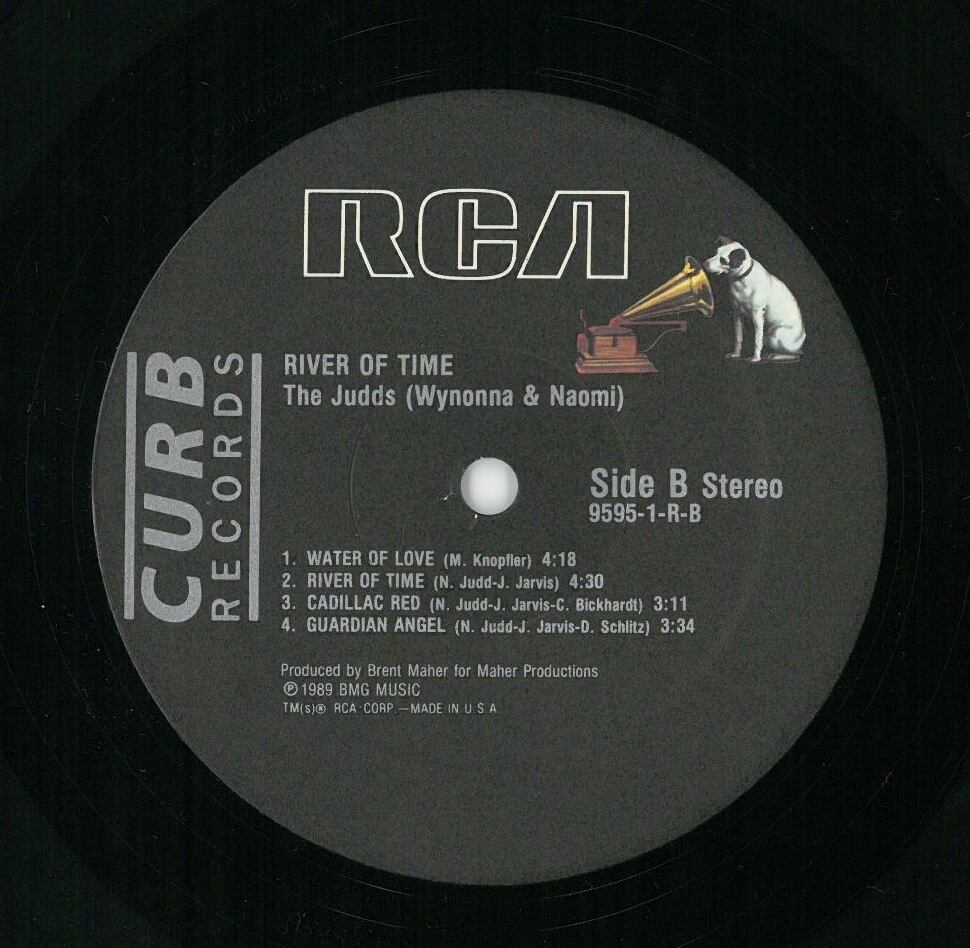 RCA
CURB
RECORDS
RIVER OF TIME
The Judds (Wynonna & Naomi)
Side B Stereo
9595-1-R-B
1. WATER OF LOVE (M. Knopfler) 4:18
2. RIVER OF TIME (N. Judd-J. Jarvis) 4:30
3. CADILLAC RED (N. Judd-J. Jarvis-C. Bickhardt) 3:11
4. GUARDIAN ANGEL (N. Judd-J. Jarvis-D. Schlitz) 3:34
Produced by Brent Maher for Maher Productions
℗ 1989 BMG MUSIC
TM(s)® RCA CORP.—MADE IN U.S.A.